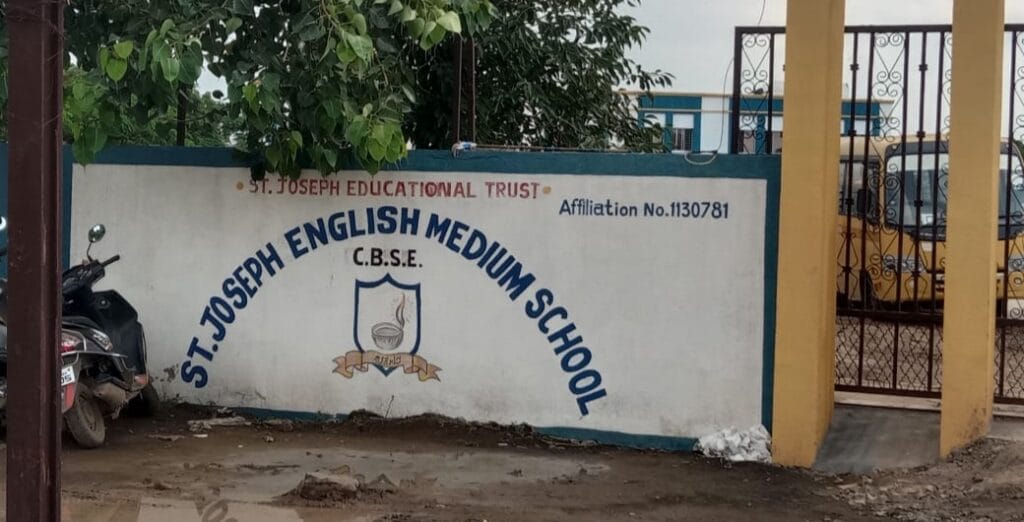 ST. JOSEPH EDUCATIONAL TRUST
Affiliation No.1130781
ST. JOSEPH ENGLISH MEDIUM SCHOOL
C.B.S.E.